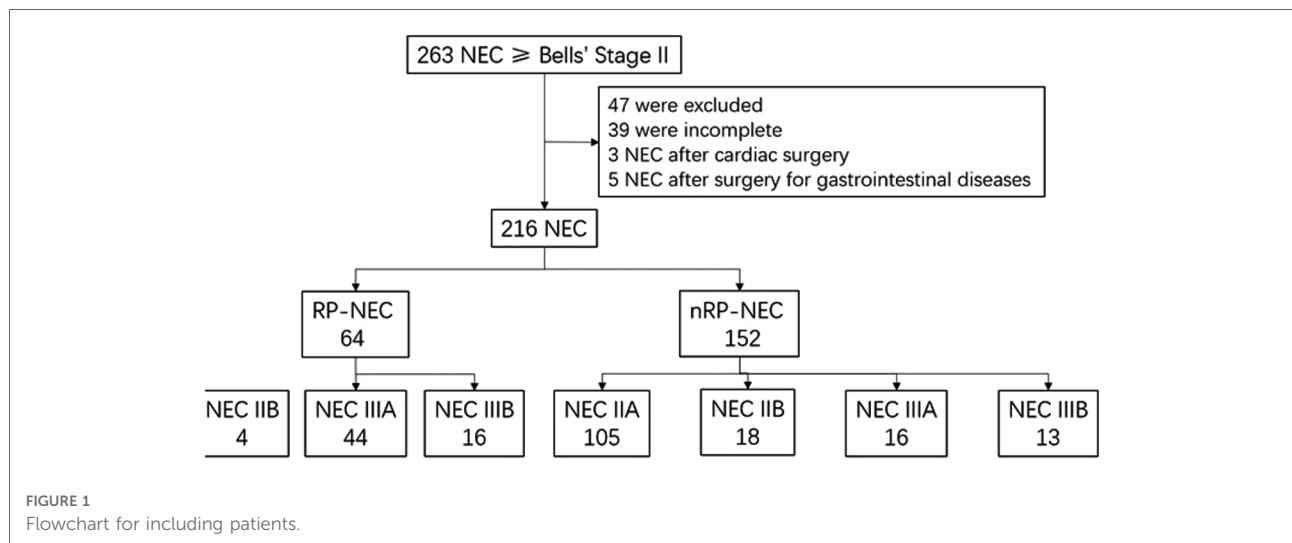 263 NEC ⩾ Bells' Stage II
47 were excluded
39 were incomplete
3 NEC after cardiac surgery
5 NEC after surgery for gastrointestinal diseases
216 NEC
RP-NEC
64
nRP-NEC
152
NEC IIB
4
NEC IIIA
44
NEC IIIB
16
NEC IIA
105
NEC IIB
18
NEC IIIA
16
NEC IIIB
13
FIGURE 1
Flowchart for including patients.